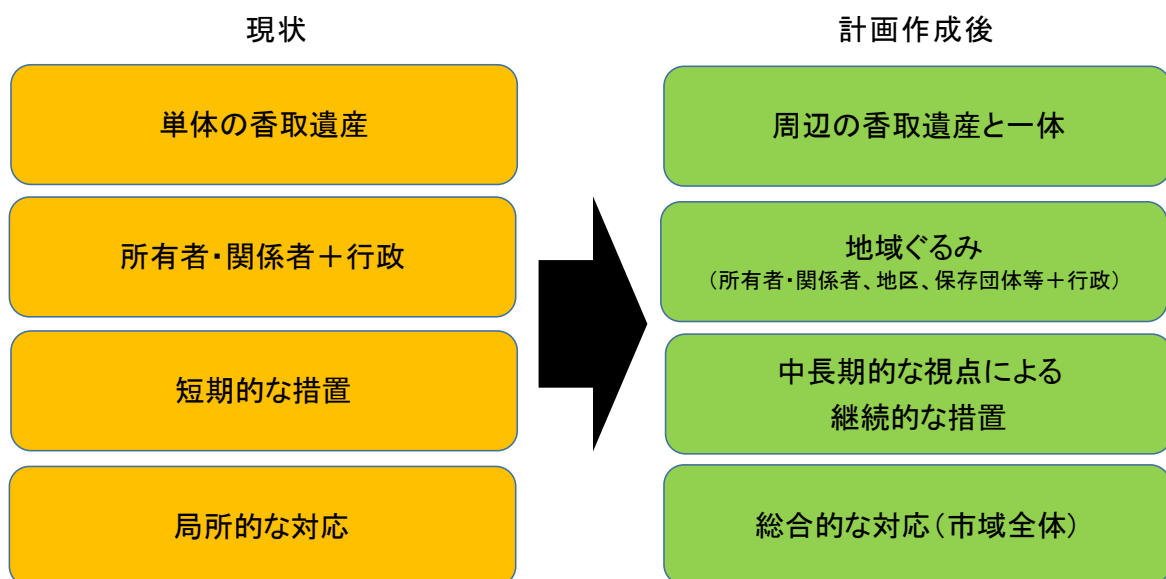 現状
単体の香取遺産
所有者・関係者＋行政
短期的な措置
局所的な対応
計画作成後
周辺の香取遺産と一体
地域ぐるみ
（所有者・関係者、地区、保存団体等＋行政）
中長期的な視点による
継続的な措置
総合的な対応（市域全体）